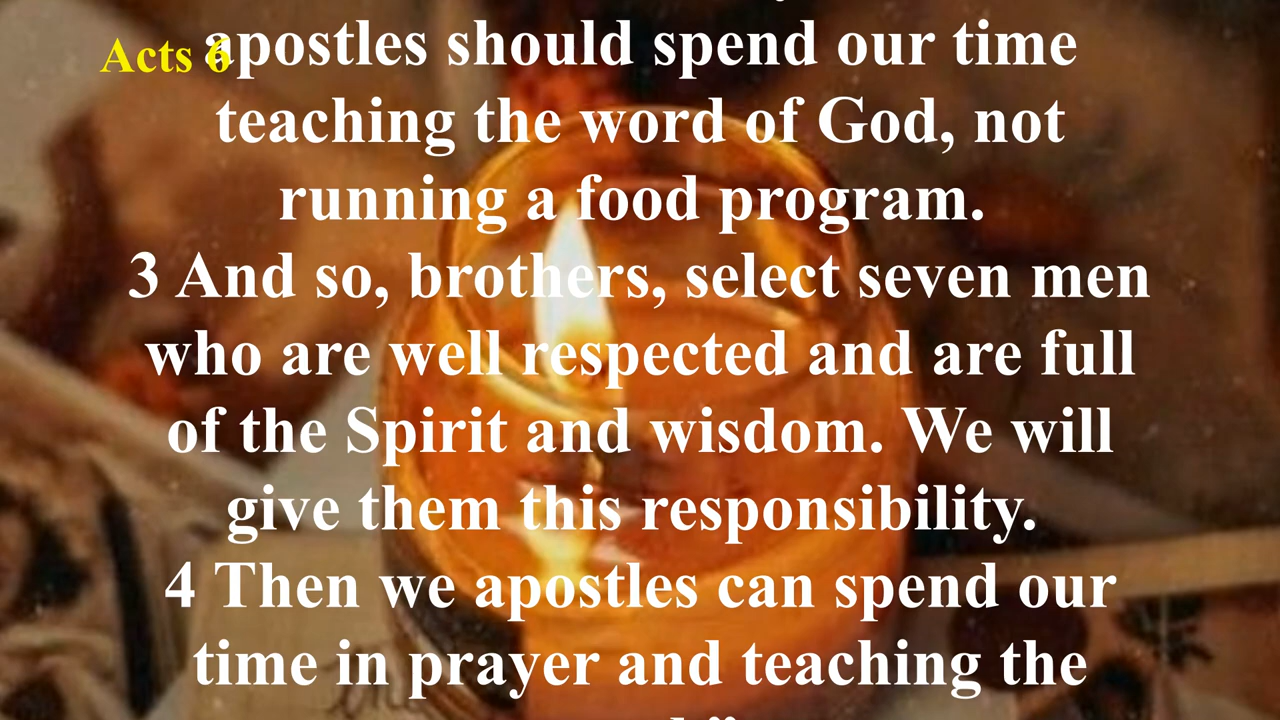 Acts 6
apostles should spend our time
teaching the word of God, not
running a food program.
3 And so, brothers, select seven men
who are well respected and are full
of the Spirit and wisdom. We will
give them this responsibility.
4 Then we apostles can spend our
time in prayer and teaching the